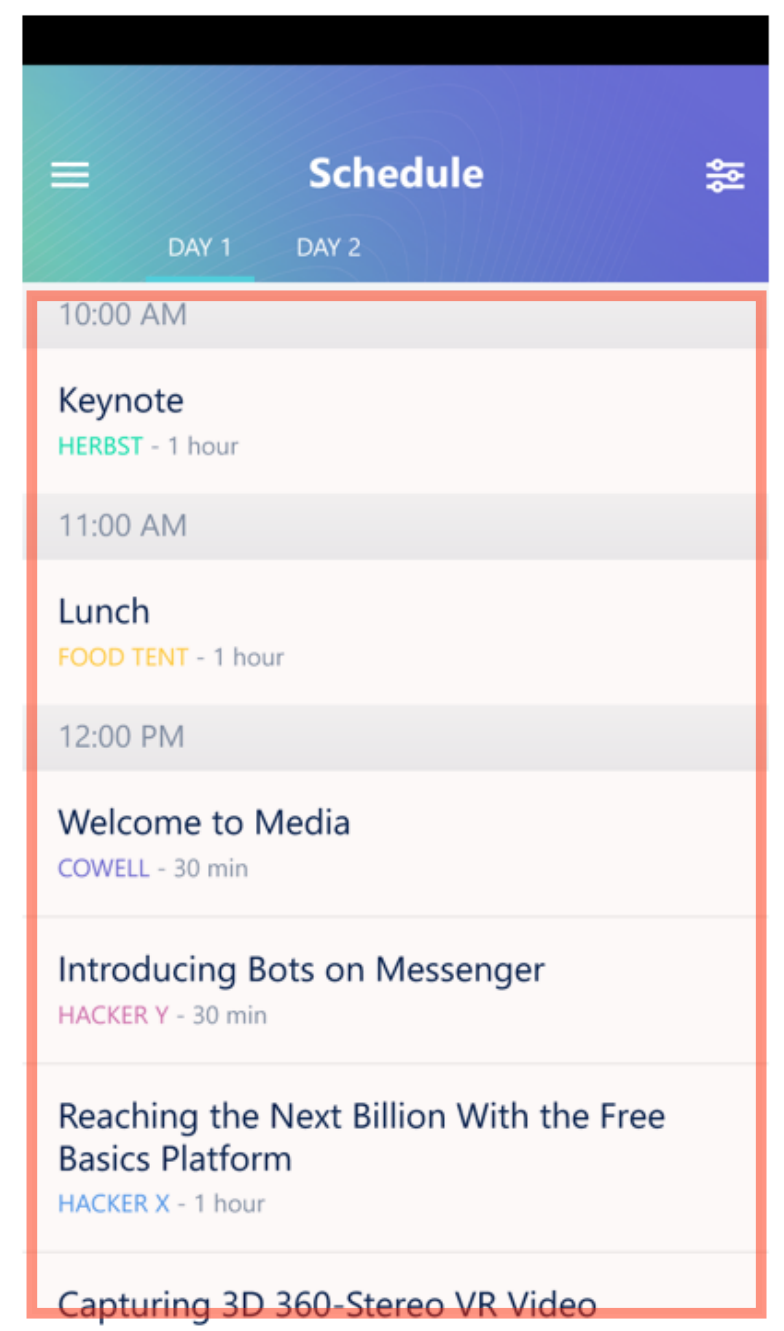 Schedule
DAY 1 DAY 2
10:00 AM
Keynote
HERBST - 1 hour
11:00 AM
Lunch
FOOD TENT - 1 hour
12:00 PM
Welcome to Media
COWELL - 30 min
Introducing Bots on Messenger
HACKER Y - 30 min
Reaching the Next Billion With the Free
Basics Platform
HACKER X - 1 hour
Capturing 3D 360-Stereo VR Video